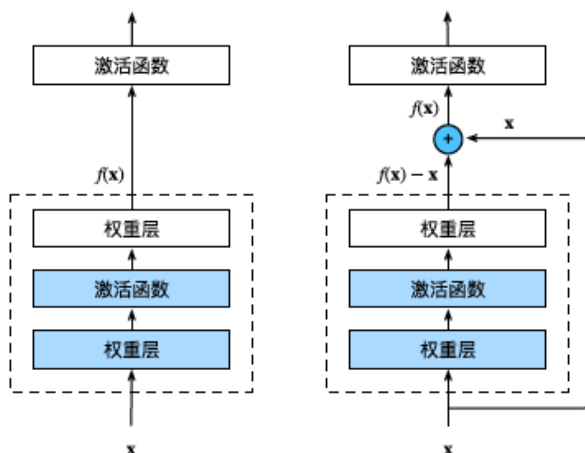 激活函数
f(x)
权重层
激活函数
权重层
x
激活函数
f(x)
x
+
f(x) − x
权重层
激活函数
权重层
x